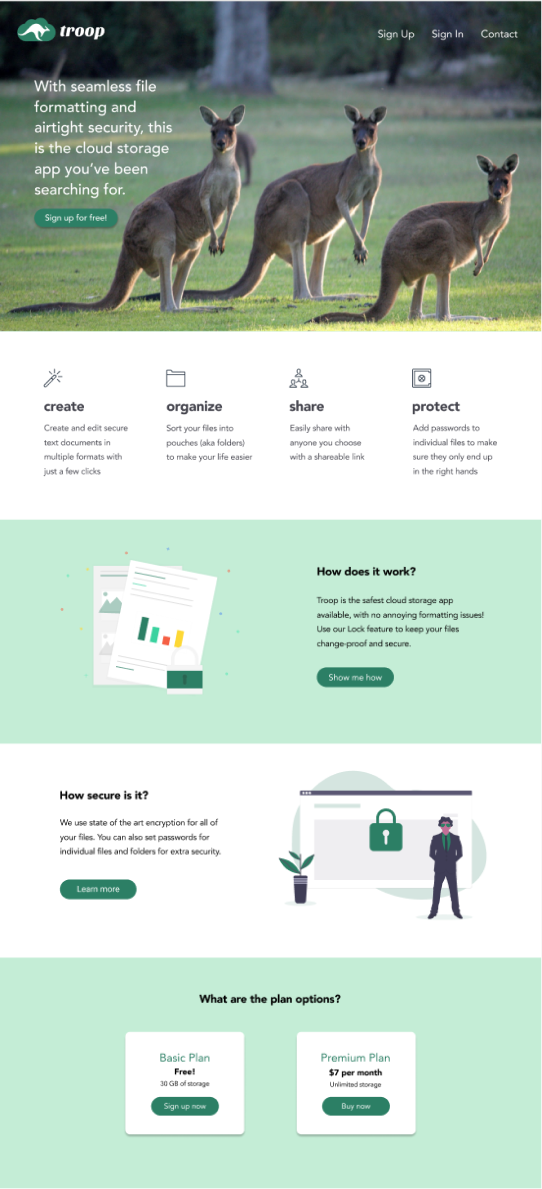 troop
Sign Up Sign In Contact
With seamless file
formatting and
airtight security, this
is the cloud storage
app you've been
searching for.
Sign up for free!
create
Create and edit secure
text documents in
multiple formats with
just a few clicks
organize
Sort your files into
pouches (aka folders)
to make your life easier
share
Easily share with
anyone you choose
with a shareable link
protect
Add passwords to
individual files to make
sure they only end up
in the right hands
How does it work?
Troop is the safest cloud storage app
available, with no annoying formatting issues!
Use our Lock feature to keep your files
change-proof and secure.
Show me how
How secure is it?
We use state of the art encryption for all of
your files. You can also set passwords for
individual files and folders for extra security.
Learn more
What are the plan options?
Basic Plan
Free!
30 GB of storage
Sign up now
Premium Plan
$7 per month
Unlimited storage
Buy now